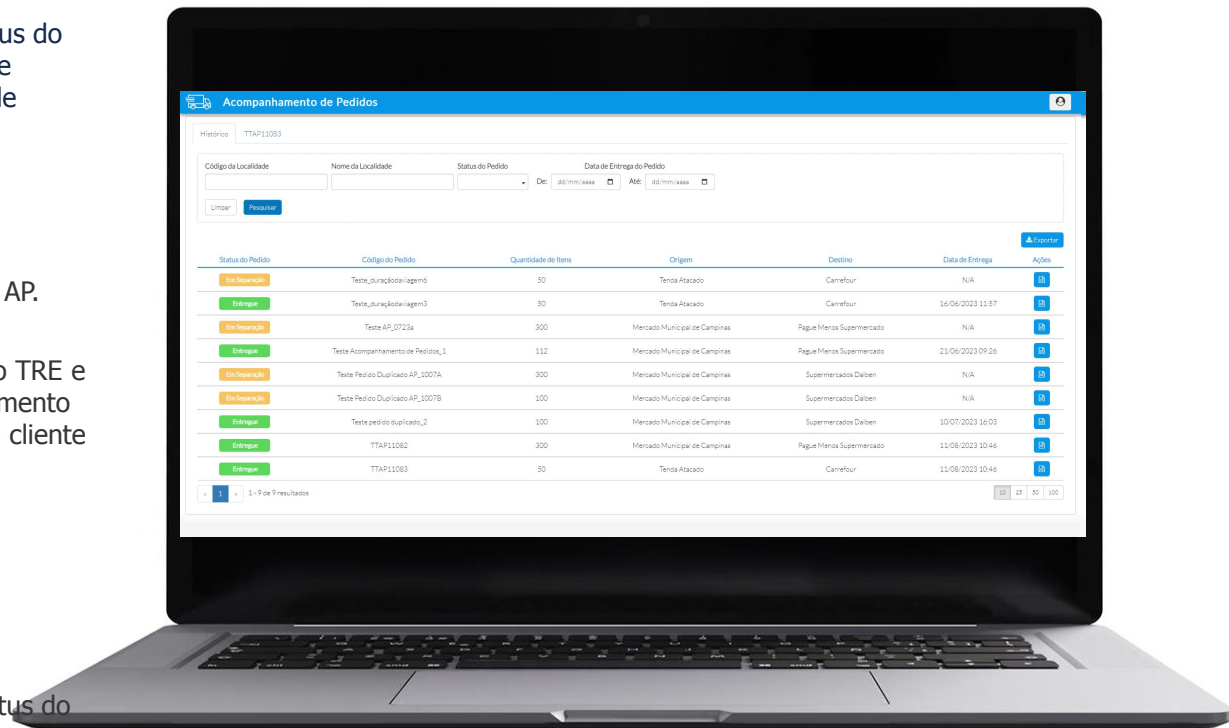 us do
e
le
AP.
o TRE e
mento
cliente
tus do
Acompanhamento de Pedidos
Histórico TTAP11083
Código da Localidade Nome da Localidade Status do Pedido Data de Entrega do Pedido
De: dd/mm/aaaa Até: dd/mm/aaaa
Limpar Pesquisar
Exportar
Status do Pedido Código do Pedido Quantidade de Itens Origem Destino Data de Entrega Ações
Em Separação Teste_duraçãodaviagem6 50 Tenda Atacado Carrefour N/A
Entregue Teste_duraçãodaviagem3 50 Tenda Atacado Carrefour 16/06/2023 11:57
Em Separação Teste AP_0723a 300 Mercado Municipal de Campinas Pague Menos Supermercado N/A
Entregue Teste Acompanhamento de Pedidos_1 112 Mercado Municipal de Campinas Pague Menos Supermercado 21/06/2023 09:26
Em Separação Teste Pedido Duplicado AP_1007A 300 Mercado Municipal de Campinas Supermercados Dalben N/A
Em Separação Teste Pedido Duplicado AP_1007B 100 Mercado Municipal de Campinas Supermercados Dalben N/A
Entregue Teste pedido duplicado_2 100 Mercado Municipal de Campinas Supermercados Dalben 10/07/2023 16:03
Entregue TTAP11082 300 Mercado Municipal de Campinas Pague Menos Supermercado 11/08/2023 10:46
Entregue TTAP11083 50 Tenda Atacado Carrefour 11/08/2023 10:46
‹ 1 › 1 - 9 de 9 resultados 10 25 50 100